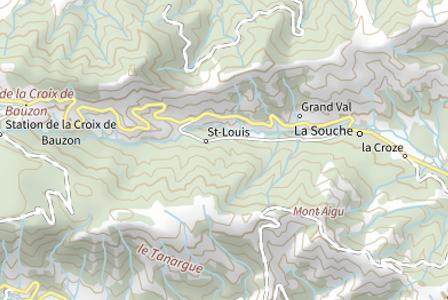 de la Croix de
Bauzon
Station de la Croix de
Bauzon
Grand Val
St-Louis
La Souche
la Croze
Mont Aigu
le Tanargue